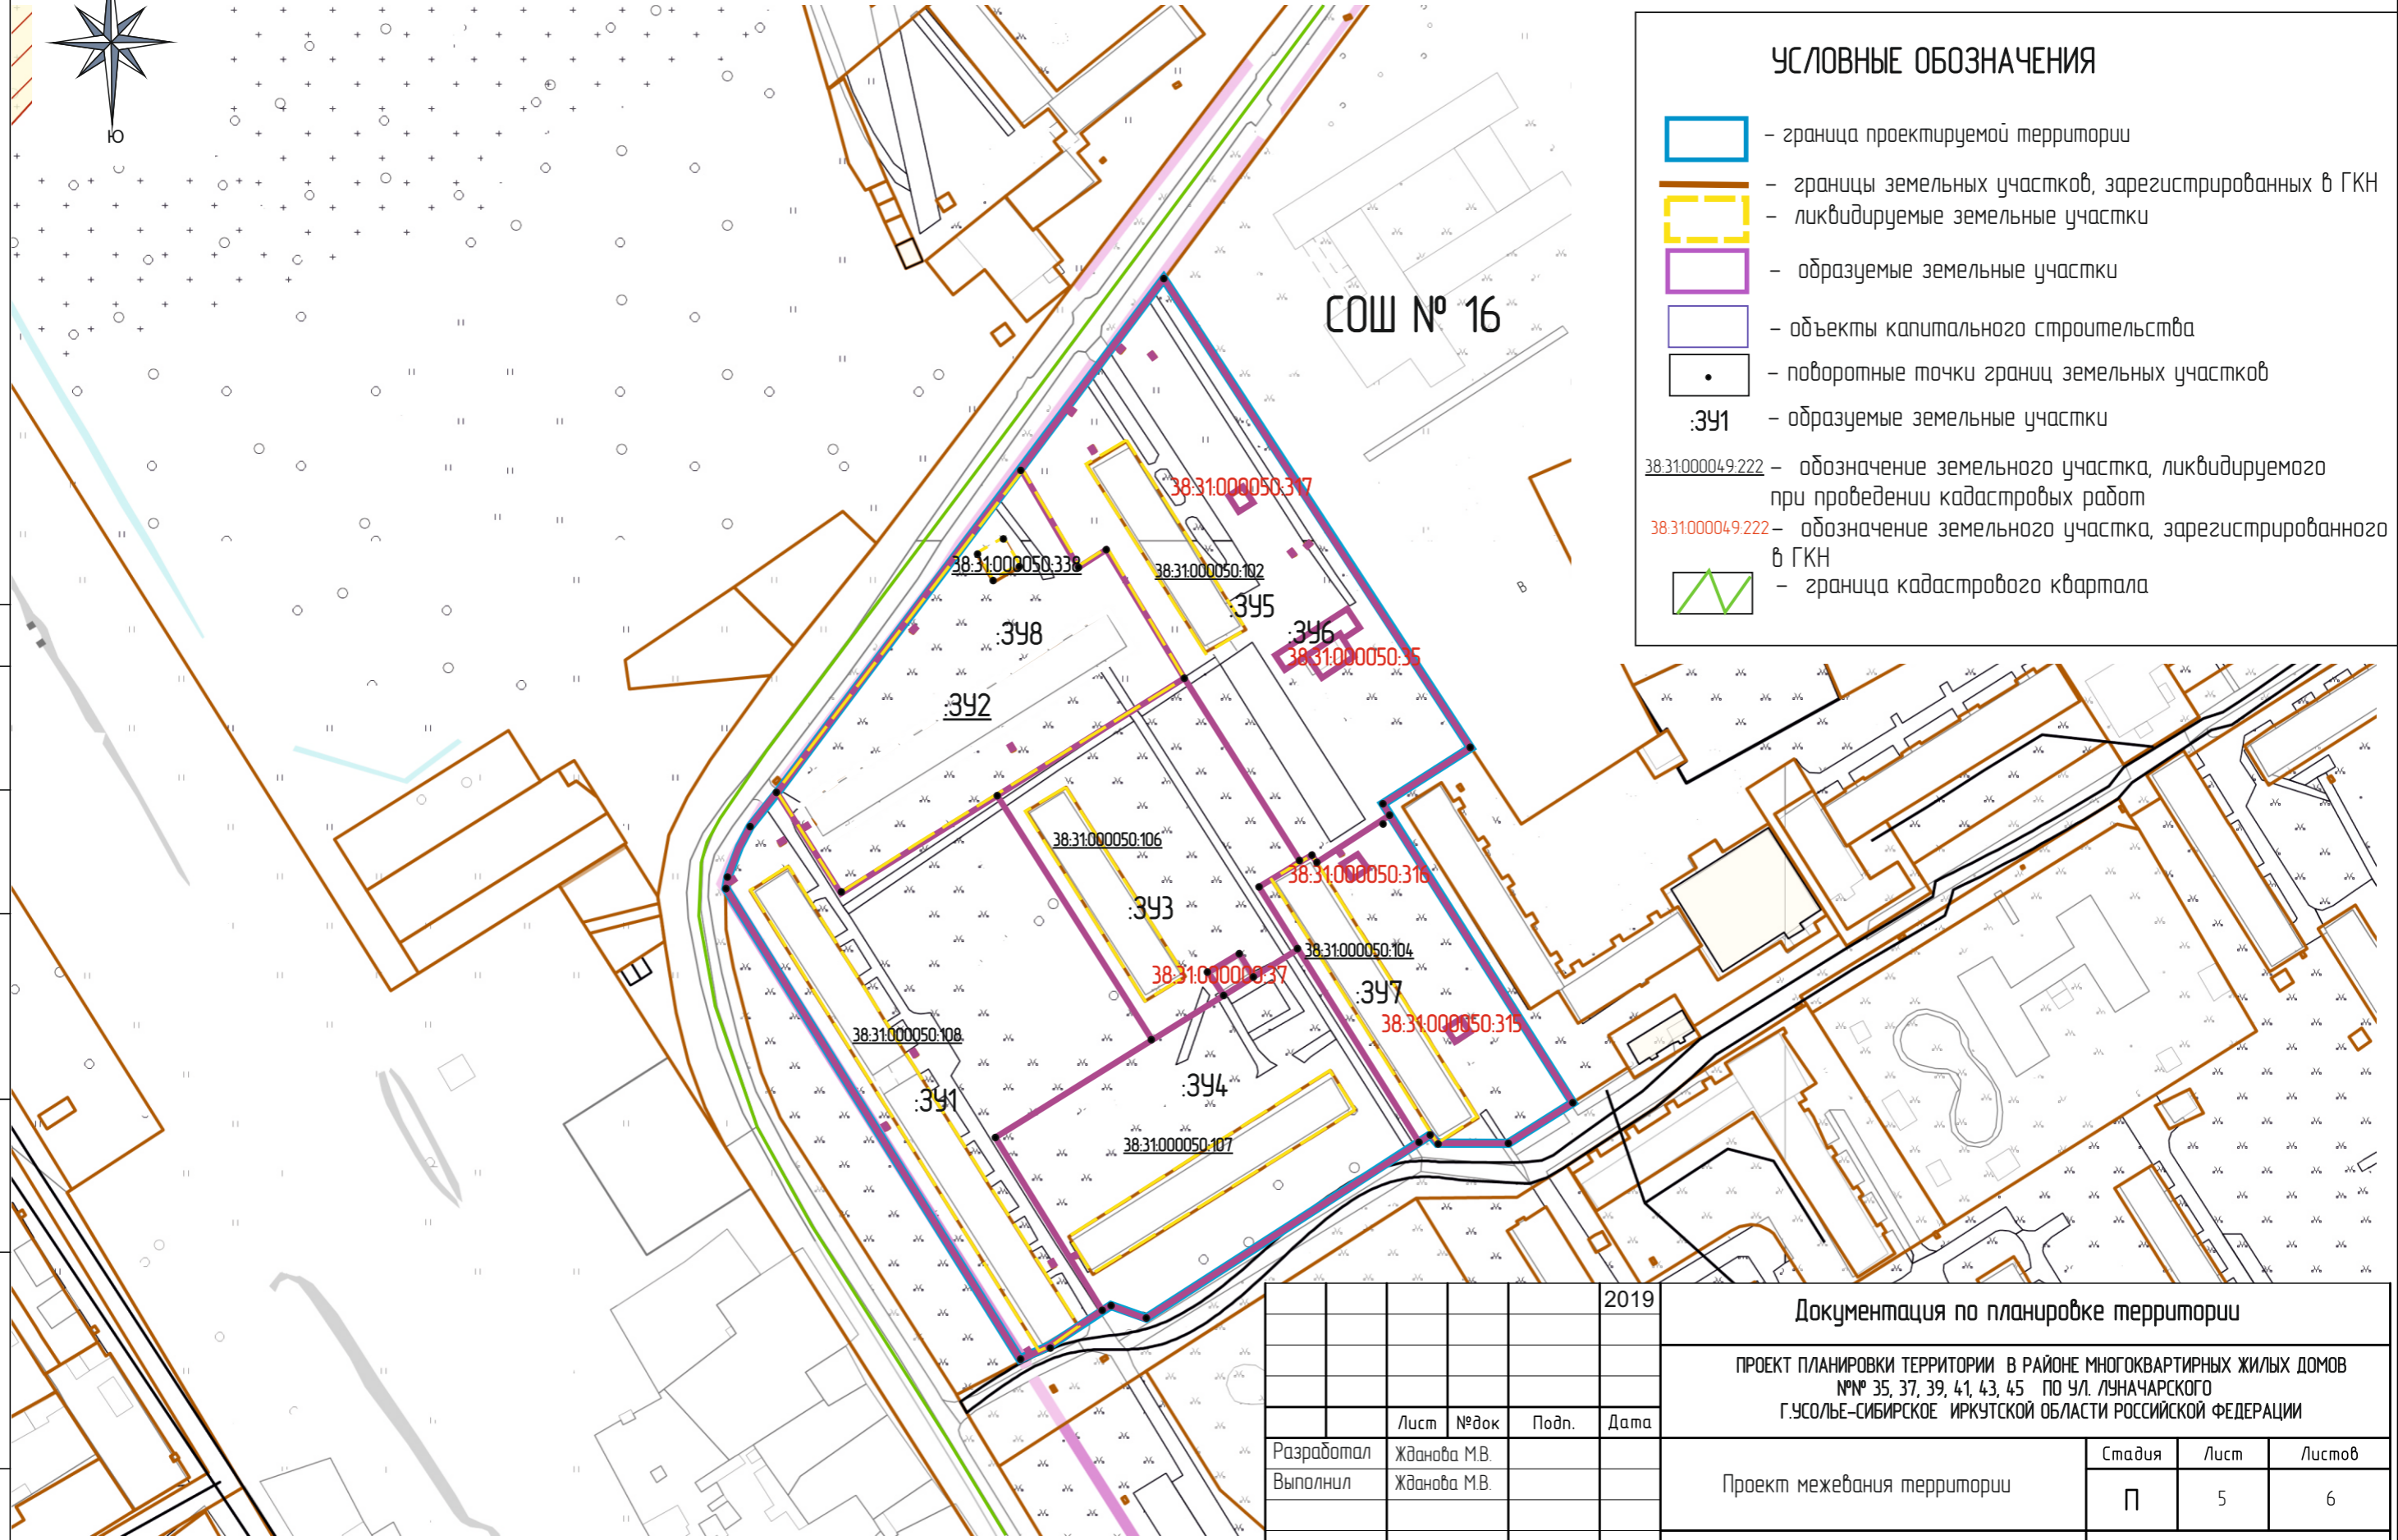 Ю
УСЛОВНЫЕ ОБОЗНАЧЕНИЯ
– граница проектируемой территории
– границы земельных участков, зарегистрированных в ГКН
– ликвидируемые земельные участки
– образуемые земельные участки
– объекты капитального строительства
– поворотные точки границ земельных участков
:ЗУ1 – образуемые земельные участки
38:31:000049:222 – обозначение земельного участка, ликвидируемого
при проведении кадастровых работ
38:31:000049:222 – обозначение земельного участка, зарегистрированного
в ГКН
– граница кадастрового квартала
СОШ № 16
38:31:000050:317
38:31:000050:338
38:31:000050:102
:ЗУ5
:ЗУ8
:ЗУ6
38:31:000050:35
:ЗУ2
В
38:31:000050:106
38:31:000050:316
:ЗУ3
38:31:000050:104
38:31:000000:37
:ЗУ7
38:31:000050:315
38:31:000050:108
:ЗУ4
:ЗУ1
38:31:000050:107
2019
Лист №док Подп. Дата
Разработал Жданова М.В.
Выполнил Жданова М.В.
Документация по планировке территории
ПРОЕКТ ПЛАНИРОВКИ ТЕРРИТОРИИ В РАЙОНЕ МНОГОКВАРТИРНЫХ ЖИЛЫХ ДОМОВ
№№ 35, 37, 39, 41, 43, 45 ПО УЛ. ЛУНАЧАРСКОГО
Г.УСОЛЬЕ-СИБИРСКОЕ ИРКУТСКОЙ ОБЛАСТИ РОССИЙСКОЙ ФЕДЕРАЦИИ
Проект межевания территории
Стадия Лист Листов
П 5 6